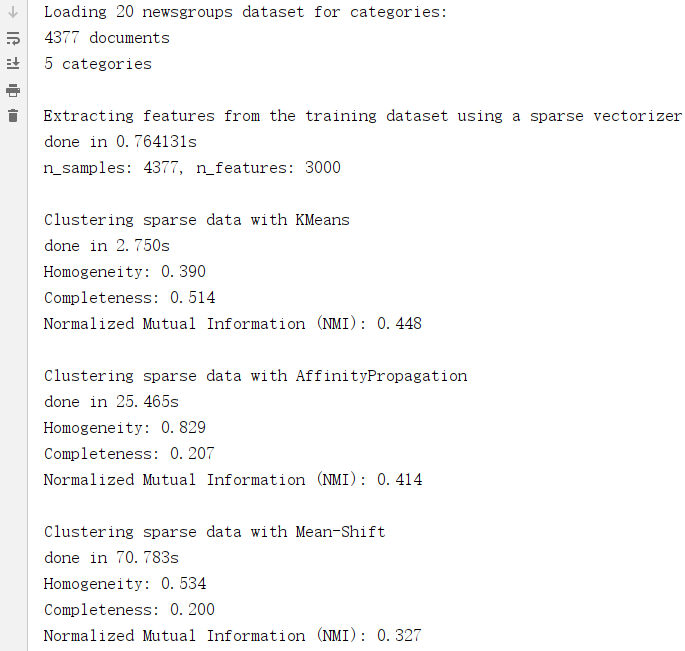 Loading 20 newsgroups dataset for categories:
4377 documents
5 categories
Extracting features from the training dataset using a sparse vectorizer
done in 0.764131s
n_samples: 4377, n_features: 3000
Clustering sparse data with KMeans
done in 2.750s
Homogeneity: 0.390
Completeness: 0.514
Normalized Mutual Information (NMI): 0.448
Clustering sparse data with AffinityPropagation
done in 25.465s
Homogeneity: 0.829
Completeness: 0.207
Normalized Mutual Information (NMI): 0.414
Clustering sparse data with Mean-Shift
done in 70.783s
Homogeneity: 0.534
Completeness: 0.200
Normalized Mutual Information (NMI): 0.327